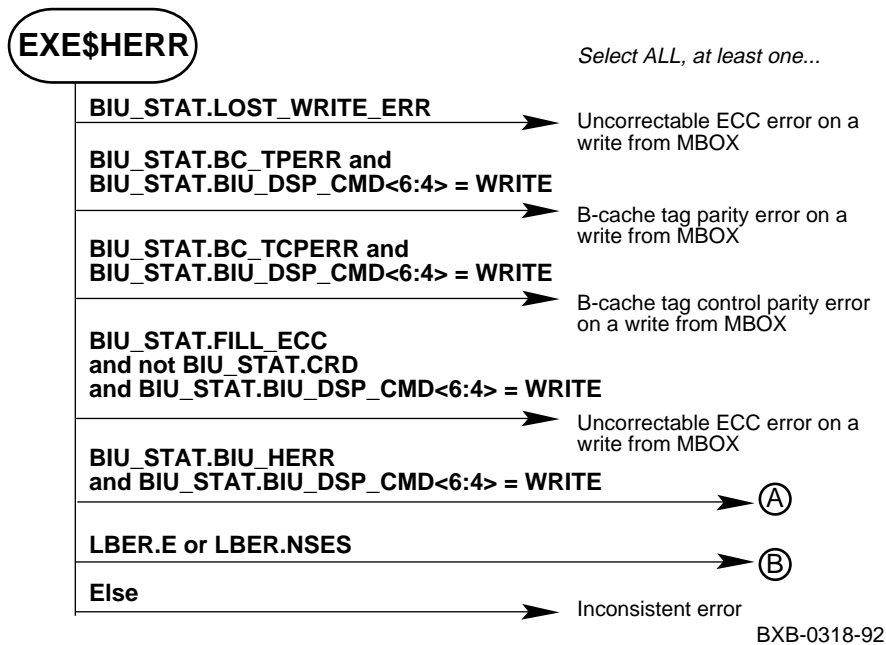 EXE$HERR
Select ALL, at least one...
BIU_STAT.LOST_WRITE_ERR
Uncorrectable ECC error on a
write from MBOX
BIU_STAT.BC_TPERR and
BIU_STAT.BIU_DSP_CMD<6:4> = WRITE
B-cache tag parity error on a
write from MBOX
BIU_STAT.BC_TCPERR and
BIU_STAT.BIU_DSP_CMD<6:4> = WRITE
B-cache tag control parity error
on a write from MBOX
BIU_STAT.FILL_ECC
and not BIU_STAT.CRD
and BIU_STAT.BIU_DSP_CMD<6:4> = WRITE
Uncorrectable ECC error on a
write from MBOX
BIU_STAT.BIU_HERR
and BIU_STAT.BIU_DSP_CMD<6:4> = WRITE
A
LBER.E or LBER.NSES
B
Else
Inconsistent error
BXB-0318-92